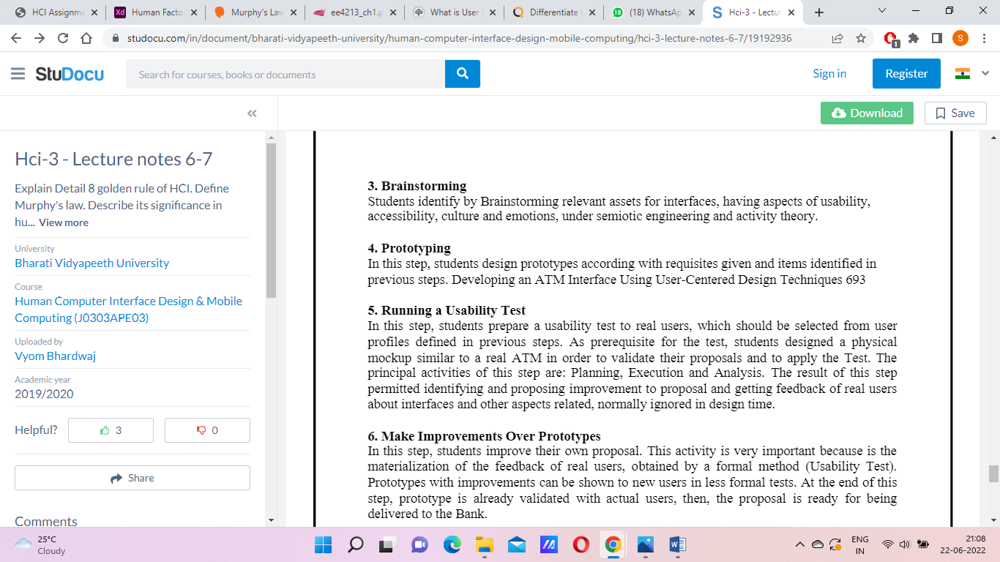 HCI Assignme
Human Facto
Murphy's Law
ee4213_ch1.p
What is User
Differentiate
(18) WhatsAp
Hci-3 - Lectur
studocu.com/in/document/bharati-vidyapeeth-university/human-computer-interface-design-mobile-computing/hci-3-lecture-notes-6-7/19192936
StuDocu
Search for courses, books or documents
Sign in
Register
Download
Save
Hci-3 - Lecture notes 6-7
Explain Detail 8 golden rule of HCI. Define
Murphy's law. Describe its significance in
hu... View more
University
Bharati Vidyapeeth University
Course
Human Computer Interface Design & Mobile
Computing (J0303APE03)
Uploaded by
Vyom Bhardwaj
Academic year
2019/2020
Helpful?
3
0
Share
Comments
3. Brainstorming
Students identify by Brainstorming relevant assets for interfaces, having aspects of usability,
accessibility, culture and emotions, under semiotic engineering and activity theory.
4. Prototyping
In this step, students design prototypes according with requisites given and items identified in
previous steps. Developing an ATM Interface Using User-Centered Design Techniques 693
5. Running a Usability Test
In this step, students prepare a usability test to real users, which should be selected from user
profiles defined in previous steps. As prerequisite for the test, students designed a physical
mockup similar to a real ATM in order to validate their proposals and to apply the Test. The
principal activities of this step are: Planning, Execution and Analysis. The result of this step
permitted identifying and proposing improvement to proposal and getting feedback of real users
about interfaces and other aspects related, normally ignored in design time.
6. Make Improvements Over Prototypes
In this step, students improve their own proposal. This activity is very important because is the
materialization of the feedback of real users, obtained by a formal method (Usability Test).
Prototypes with improvements can be shown to new users in less formal tests. At the end of this
step, prototype is already validated with actual users, then, the proposal is ready for being
delivered to the Bank.
25°C
Cloudy
ENG
IN
21:08
22-06-2022